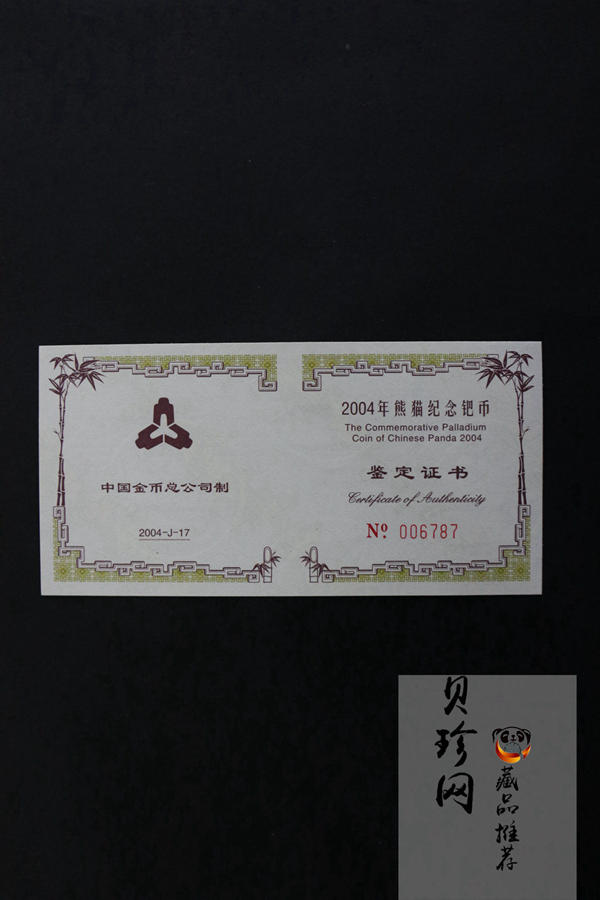 中国金币总公司制
2004-J-17
2004年熊猫纪念钯币
The Commemorative Palladium
Coin of Chinese Panda 2004
鉴定证书
Certificate of Authenticity
Nº 006787
贝珍网
藏品推荐